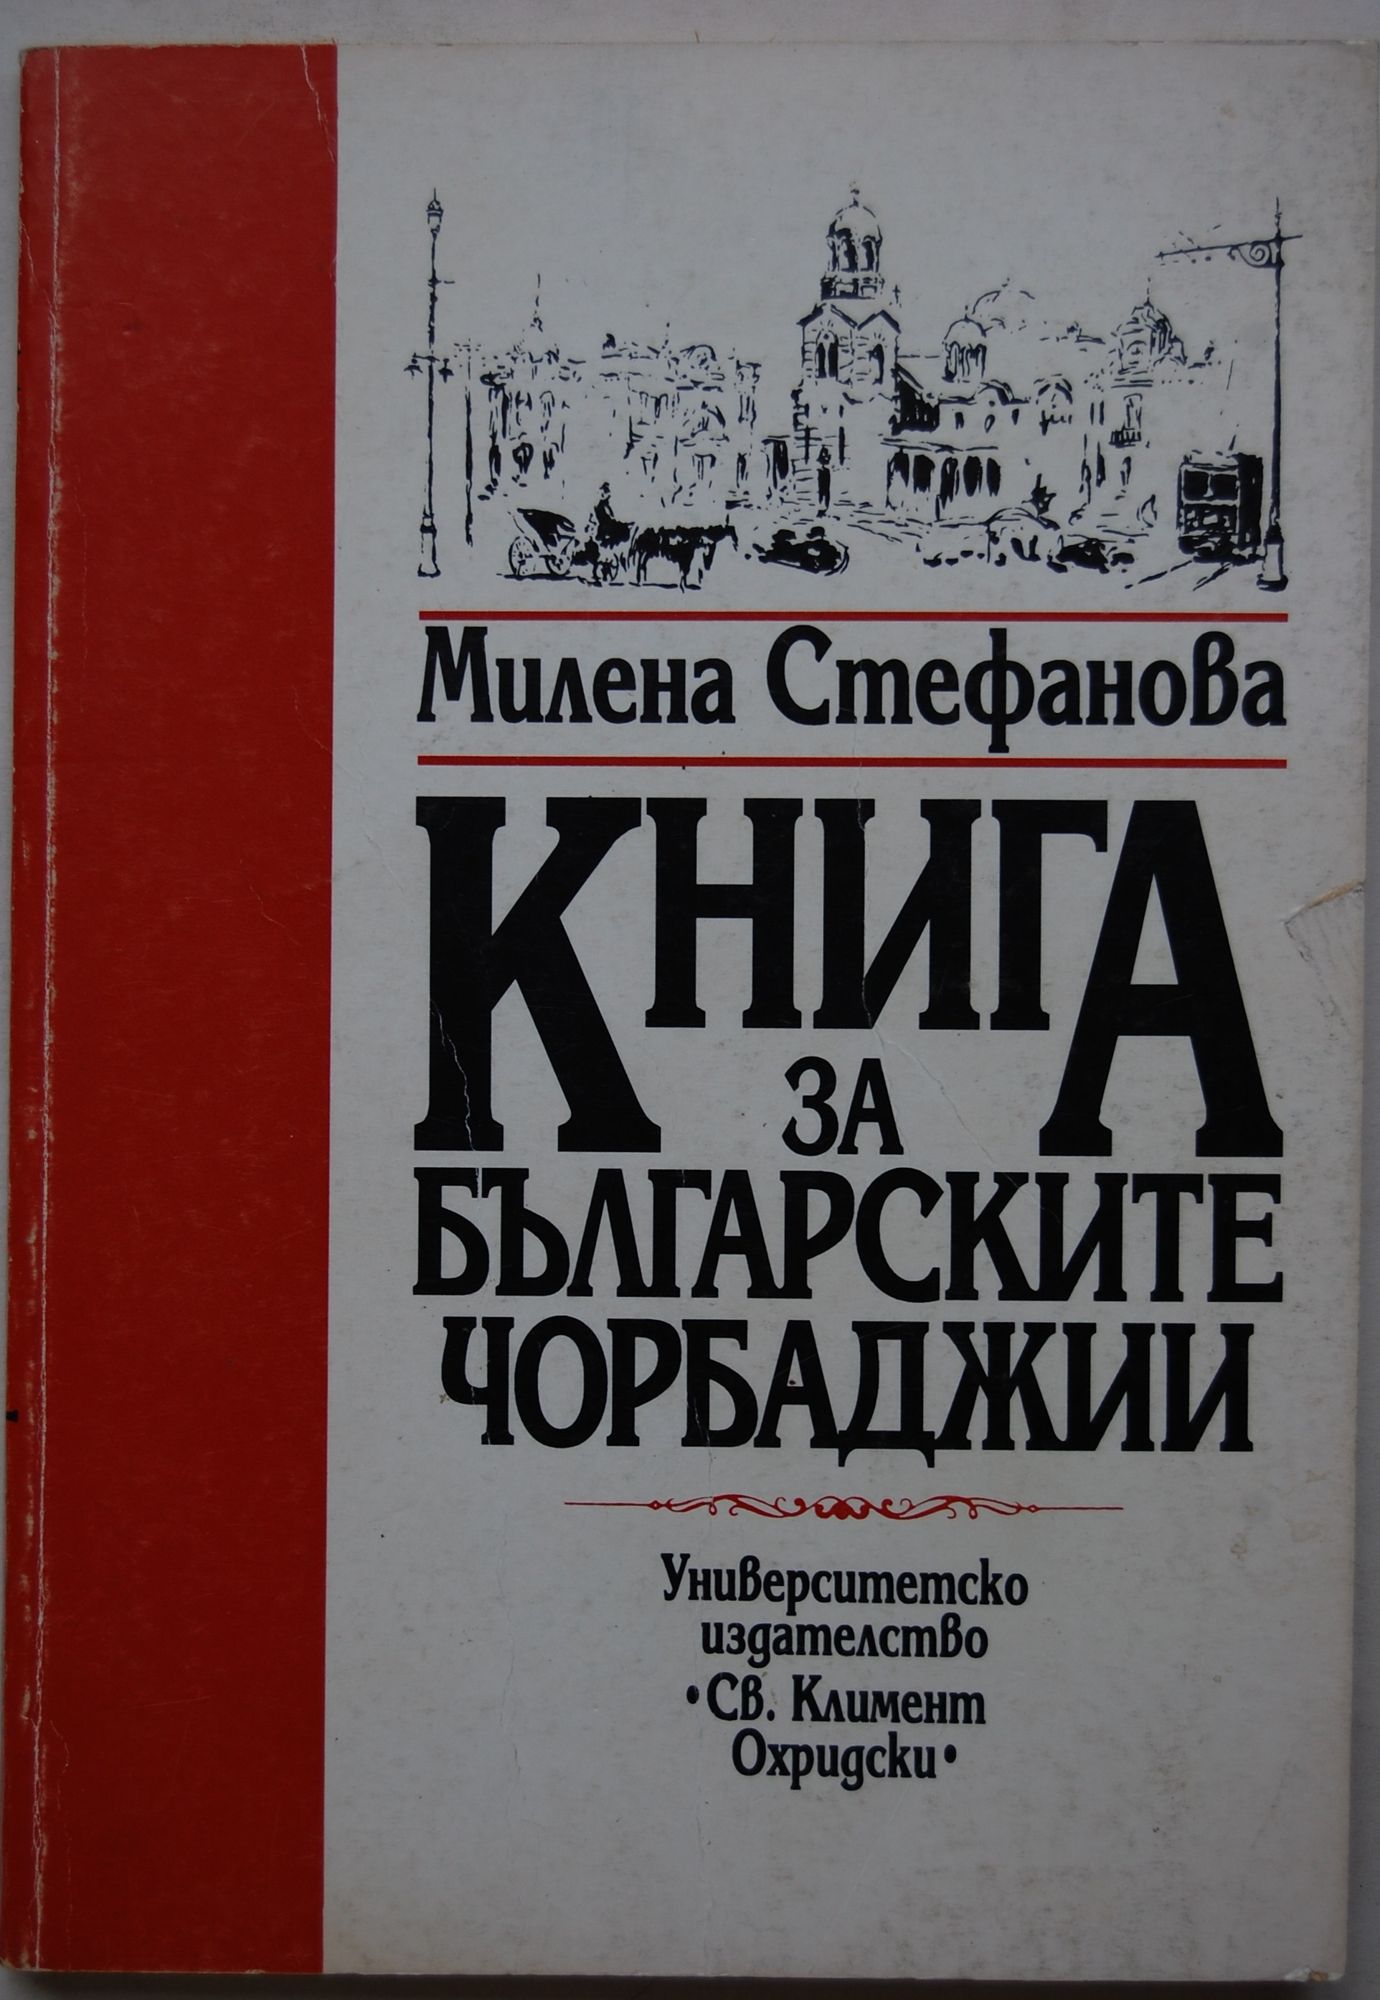 Милена Стефанова
КНИГА
ЗА
БЪЛГАРСКИТЕ
ЧОРБАДЖИИ
Университетско
издателство
•Св. Климент
Охридски•